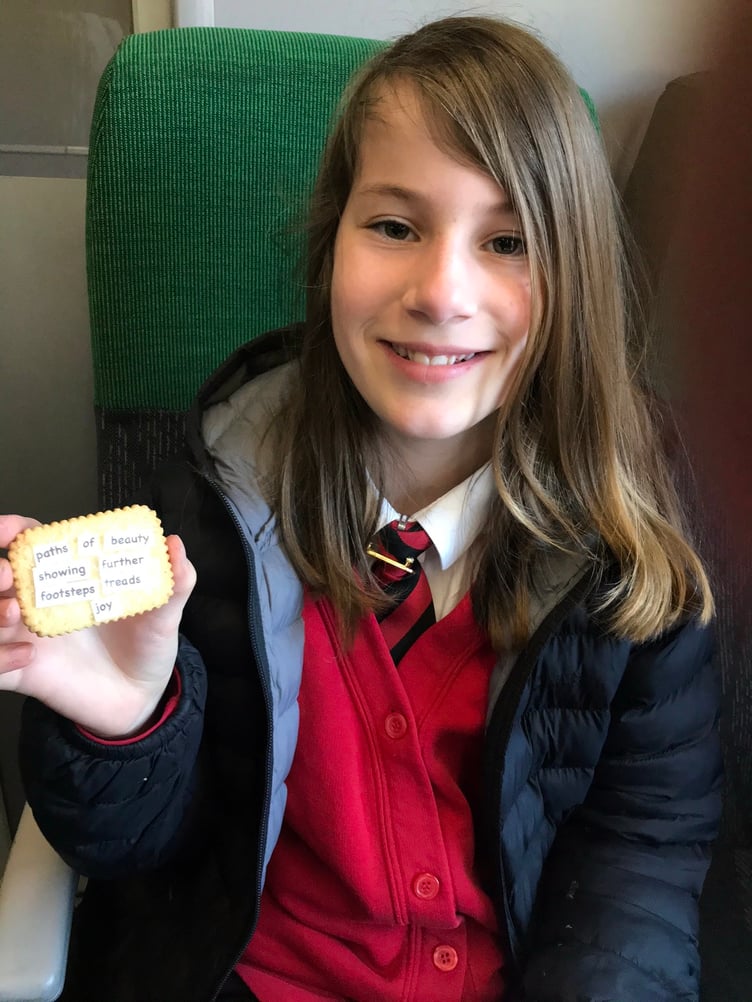 paths of beauty
showing further
footsteps treads
joy